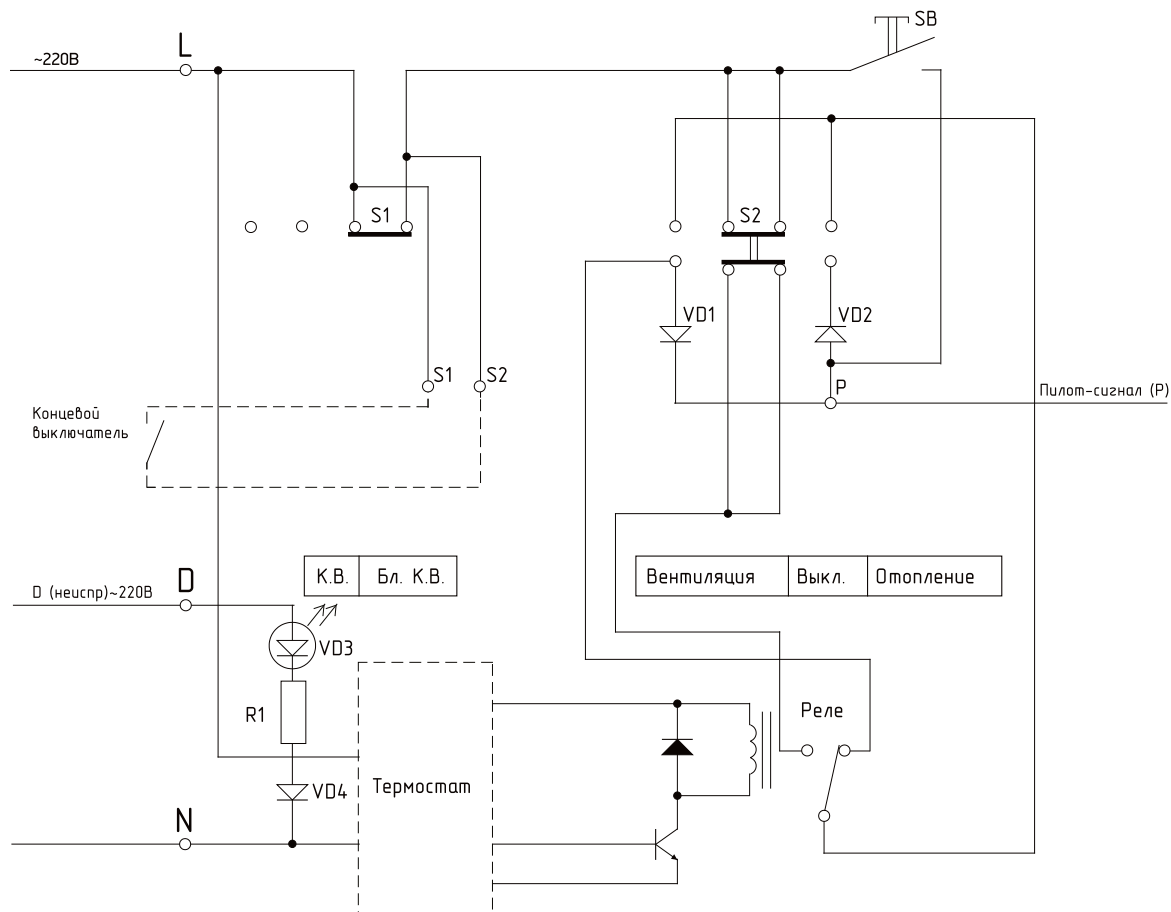 SB
L
~220В
S1
S2
VD1
VD2
S1
S2
P
Пилот-сигнал (P)
Концевой
выключатель
К.В.
Бл. К.В.
Вентиляция
Выкл.
Отопление
D
D (неиспр)~220В
VD3
R1
Реле
Термостат
VD4
N